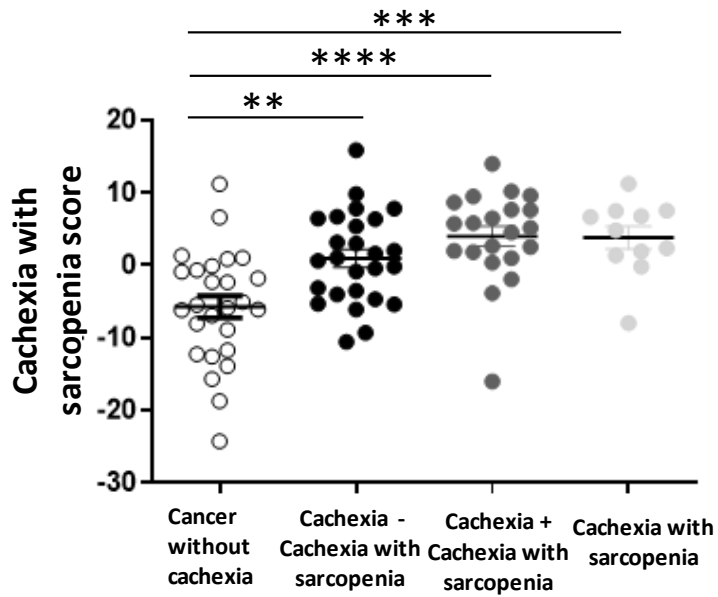 ***
****
**
20
10
0
-10
-20
-30
Cachexia with
sarcopenia score
Cancer
without
cachexia
Cachexia -
Cachexia with
sarcopenia
Cachexia +
Cachexia with
sarcopenia
Cachexia with
sarcopenia